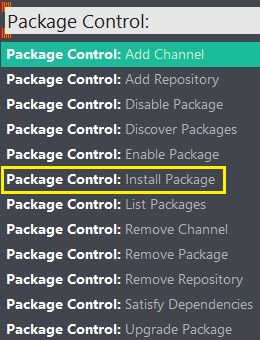 Package Control:
Package Control: Add Channel
Package Control: Add Repository
Package Control: Disable Package
Package Control: Discover Packages
Package Control: Enable Package
Package Control: Install Package
Package Control: List Packages
Package Control: Remove Channel
Package Control: Remove Package
Package Control: Remove Repository
Package Control: Satisfy Dependencies
Package Control: Upgrade Package